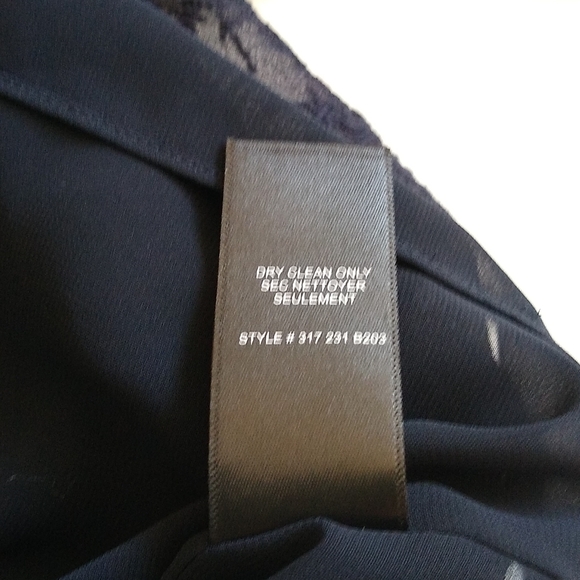 DRY CLEAN ONLY
SEC NETTOYER
SEULEMENT
STYLE # 317 231 B203